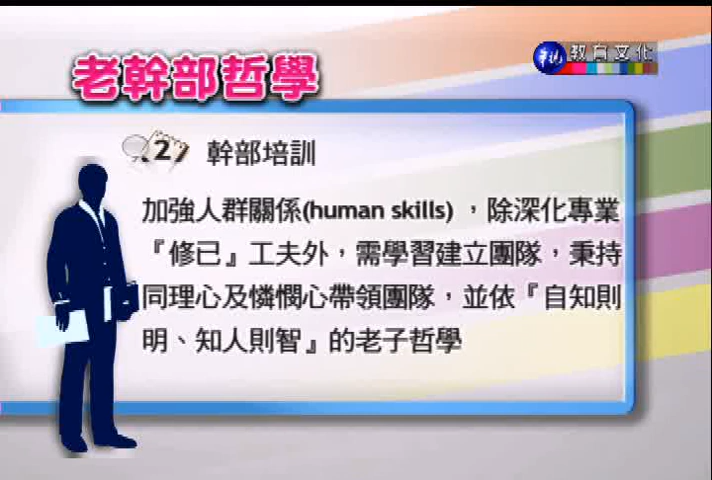 老幹部哲學
華視 教育文化
2 幹部培訓
加強人群關係(human skills)，除深化專業
『修已』工夫外，需學習建立團隊，秉持
同理心及憐憫心帶領團隊，並依『自知則
明、知人則智』的老子哲學